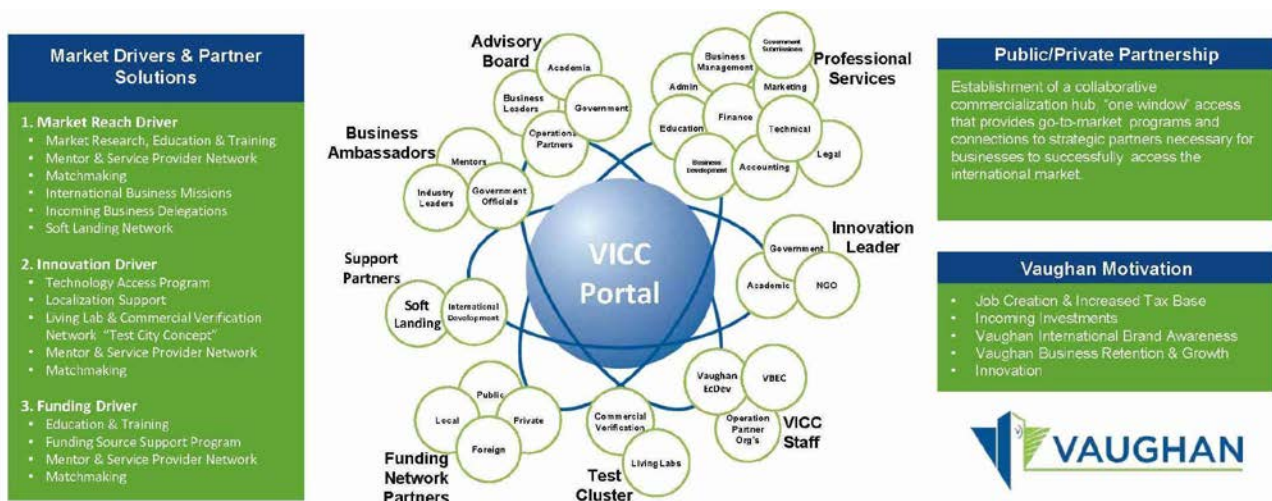 Market Drivers & Partner
Solutions
1. Market Reach Driver
• Market Research, Education & Training
• Mentor & Service Provider Network
• Matchmaking
• International Business Missions
• Incoming Business Delegations
• Soft Landing Network
2. Innovation Driver
• Technology Access Program
• Localization Support
• Living Lab & Commercial Verification
Network "Test City Concept"
• Mentor & Service Provider Network
• Matchmaking
3. Funding Driver
• Education & Training
• Funding Source Support Program
• Mentor & Service Provider Network
• Matchmaking
Advisory
Board
Academia
Business
Leaders
Government
Operations
Partners
Business
Ambassadors
Mentors
Industry
Leaders
Government
Officials
Support
Partners
Soft
Landing
International
Development
Public
Local
Private
Foreign
Funding
Network
Partners
VICC
Portal
Professional
Services
Government
Submissions
Business
Management
Admin
Marketing
Finance
Education
Technical
Business
Development
Accounting
Legal
Innovation
Leader
Government
Academic
NGO
Vaughan
EcDev
VBEC
Operation
Partner
Org's
VICC
Staff
Commercial
Verification
Living Labs
Test
Cluster
Public/Private Partnership
Establishment of a collaborative
commercialization hub, "one window" access
that provides go-to-market programs and
connections to strategic partners necessary for
businesses to successfully access the
international market.
Vaughan Motivation
• Job Creation & Increased Tax Base
• Incoming Investments
• Vaughan International Brand Awareness
• Vaughan Business Retention & Growth
• Innovation
VAUGHAN